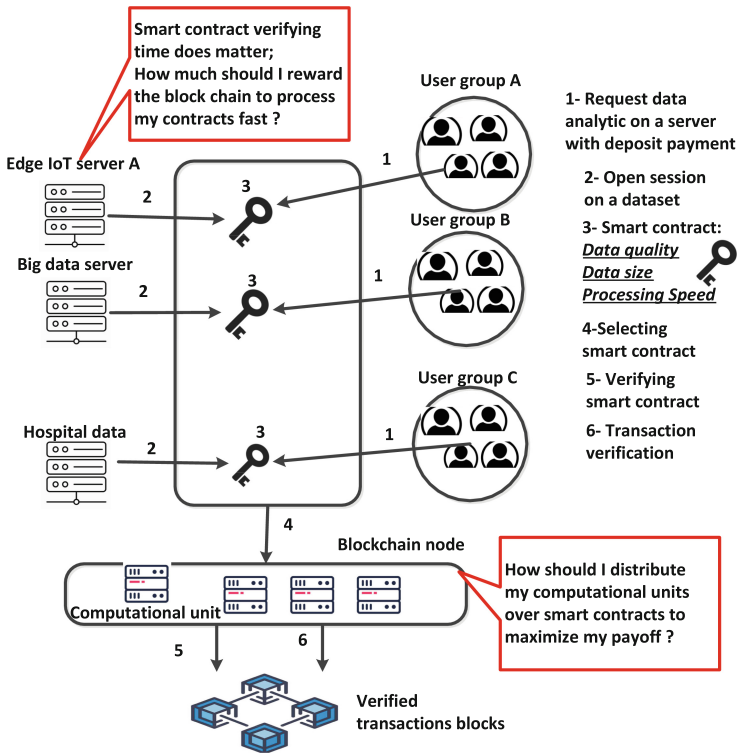 Smart contract verifying
time does matter;
How much should I reward
the block chain to process
my contracts fast ?
Edge IoT server A
2
3
1
User group A
Big data server
2
3
1
User group B
Hospital data
2
3
1
User group C
1- Request data
analytic on a server
with deposit payment
2- Open session
on a dataset
3- Smart contract:
Data quality
Data size
Processing Speed
4-Selecting
smart contract
5- Verifying
smart contract
6- Transaction
verification
4
Blockchain node
Computational unit
How should I distribute
my computational units
over smart contracts to
maximize my payoff ?
5
6
Verified
transactions blocks